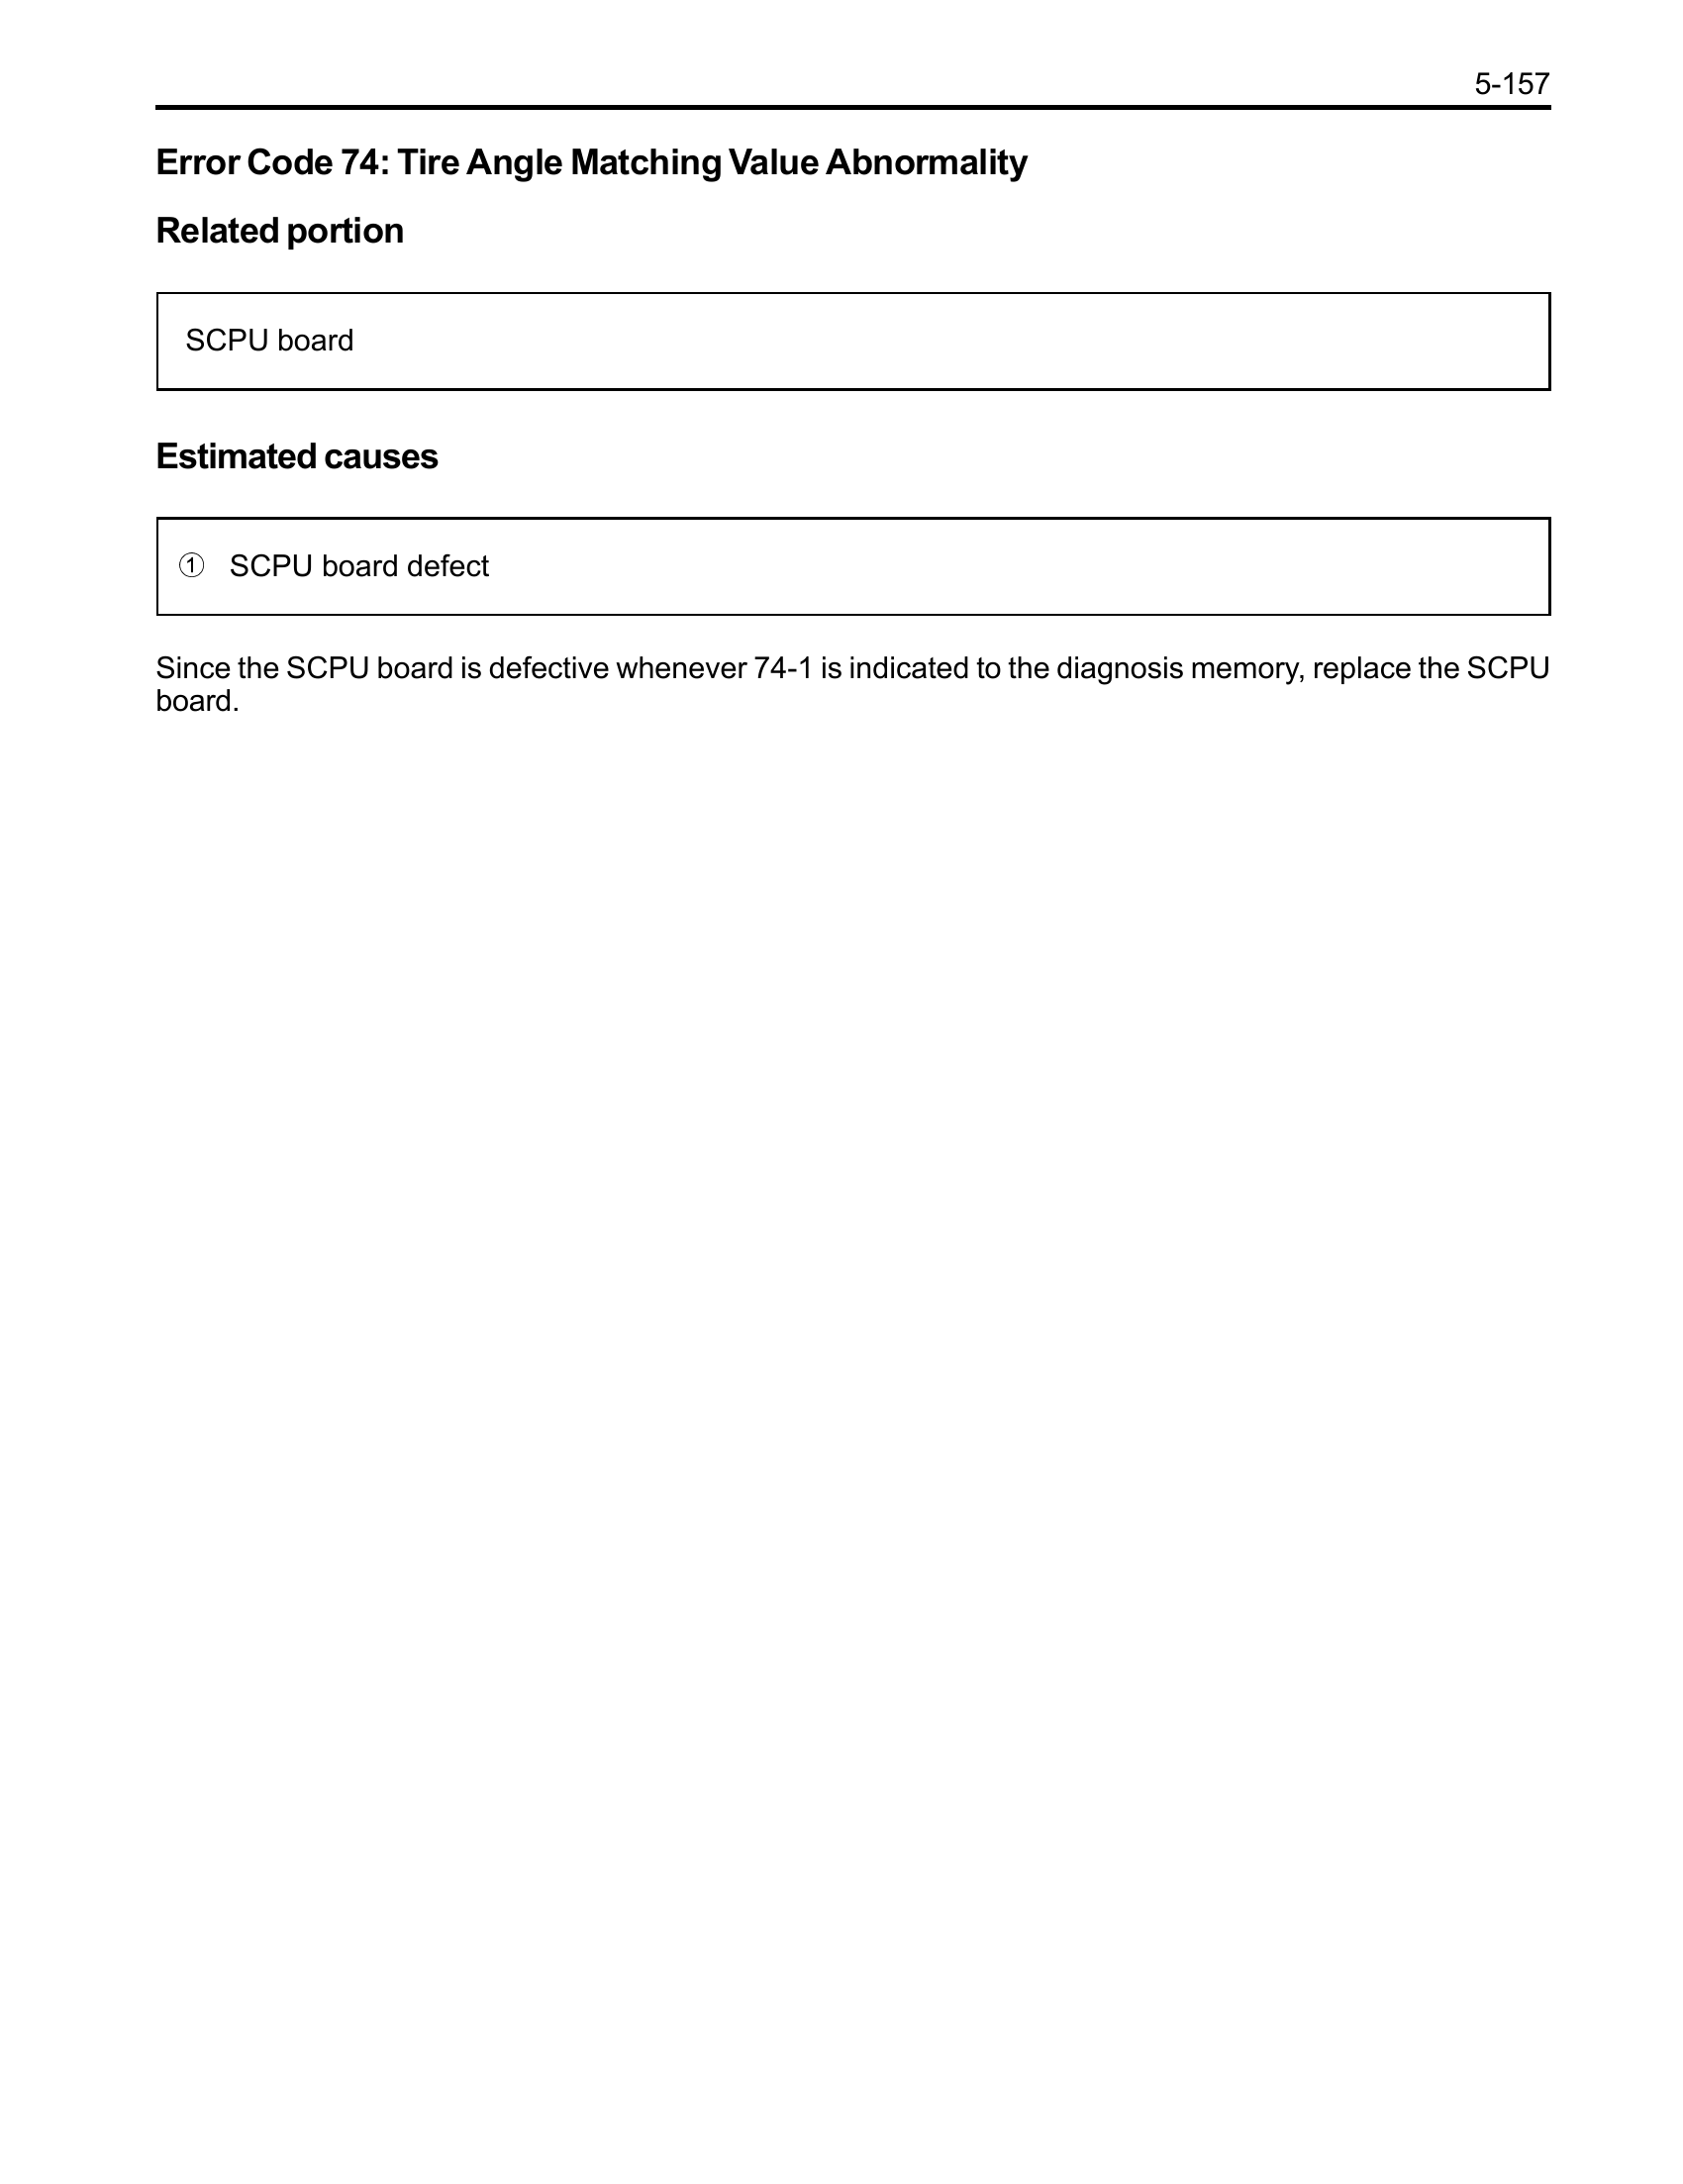 5-157
Error Code 74: Tire Angle Matching Value Abnormality
Related portion
SCPU board
Estimated causes
① SCPU board defect
Since the SCPU board is defective whenever 74-1 is indicated to the diagnosis memory, replace the SCPU
board.